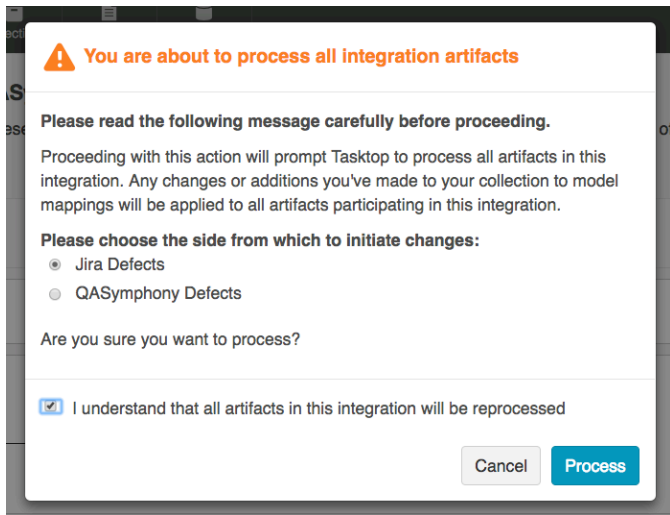 You are about to process all integration artifacts
Please read the following message carefully before proceeding.
Proceeding with this action will prompt Tasktop to process all artifacts in this
integration. Any changes or additions you've made to your collection to model
mappings will be applied to all artifacts participating in this integration.
Please choose the side from which to initiate changes:
Jira Defects
QASymphony Defects
Are you sure you want to process?
I understand that all artifacts in this integration will be reprocessed
Cancel
Process